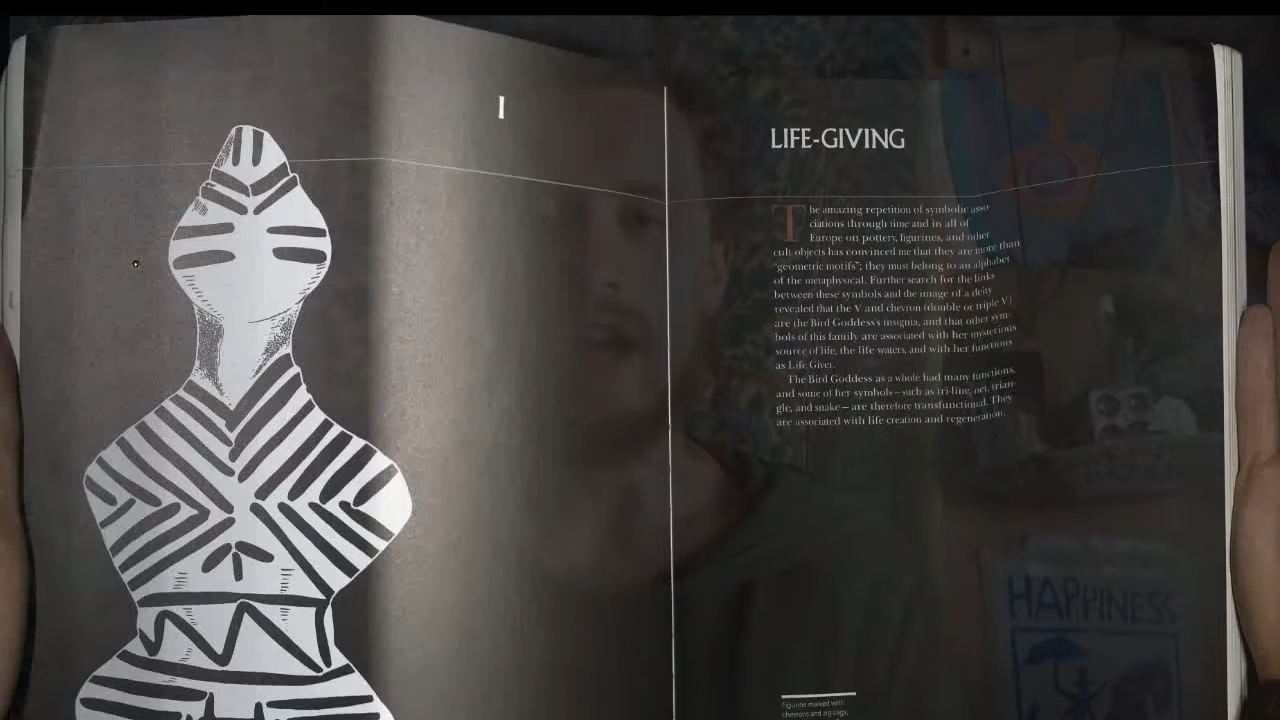 I
LIFE-GIVING
The amazing repetition of symbolic asso-
ciations through time and in all of
Europe on pottery, figurines, and other
cult objects has convinced me that they are more than
"geometric motifs"; they must belong to an alphabet
of the metaphysical. Further search for the links
between these symbols and the image of a deity
revealed that the V and chevron (double or triple V)
are the Bird Goddess's insignia, and that other sym-
bols of this family are associated with her mysterious
source of life, the life waters, and with her functions
as Life Giver.
The Bird Goddess as a whole had many functions,
and some of her symbols—such as tri-line, net, trian-
gle, and snake—are therefore transfunctional. They
are associated with life creation and regeneration.
HAPPINESS
Figurine marked with
chevrons and zig-zags,